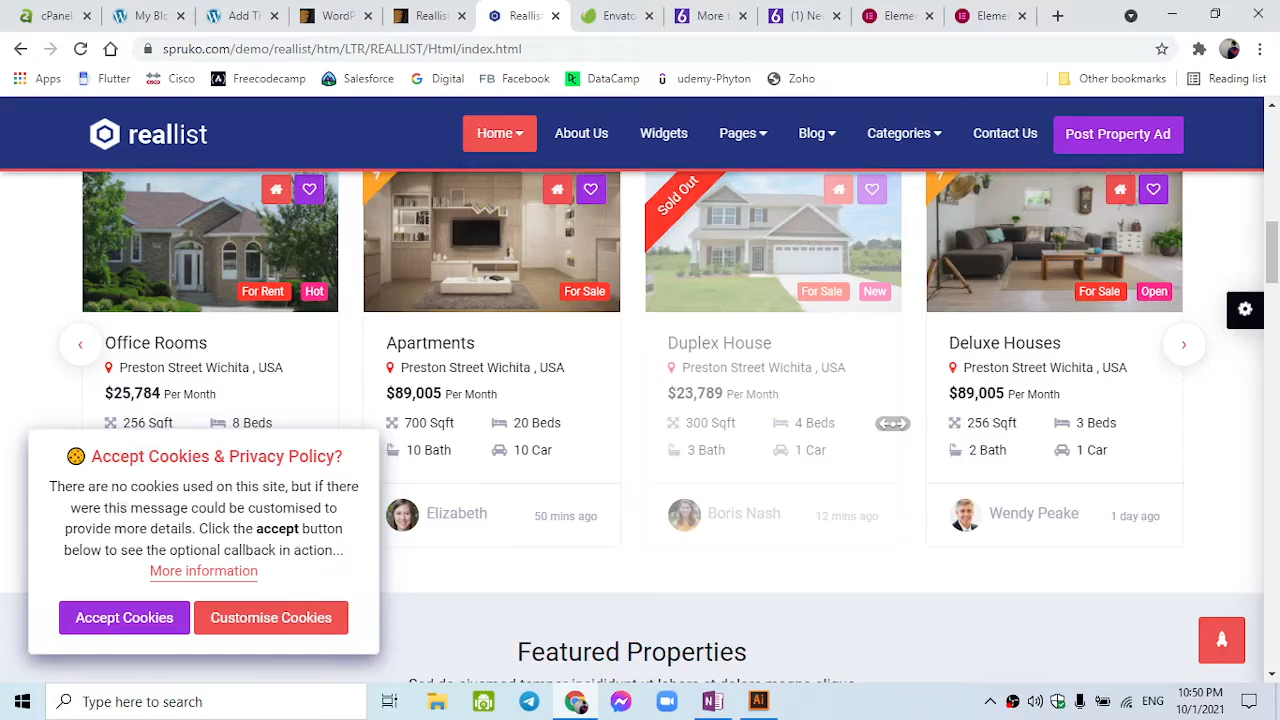 cPane
WordP
Add T
WordP
Reallis
Reallis
Envato
More t
(1) Ne
Eleme
Eleme
spruko.com/demo/reallist/htm/LTR/REALLIST/Html/index.html
Apps
Flutter
Cisco
Freecodecamp
Salesforce
Digital
FB Facebook
DataCamp
udemy-Phyton
Zoho
Other bookmarks
Reading list
reallist
Home
About Us
Widgets
Pages
Blog
Categories
Contact Us
Post Property Ad
For Rent
Hot
For Sale
Sold Out
For Sale
New
For Sale
Open
Office Rooms
Preston Street Wichita , USA
$25,784 Per Month
256 Sqft
8 Beds
Apartments
Preston Street Wichita , USA
$89,005 Per Month
700 Sqft
20 Beds
10 Bath
10 Car
Elizabeth
50 mins ago
Duplex House
Preston Street Wichita , USA
$23,789 Per Month
300 Sqft
4 Beds
3 Bath
1 Car
Boris Nash
12 mins ago
Deluxe Houses
Preston Street Wichita , USA
$89,005 Per Month
256 Sqft
3 Beds
2 Bath
1 Car
Wendy Peake
1 day ago
Accept Cookies & Privacy Policy?
There are no cookies used on this site, but if there
were this message could be customised to
provide more details. Click the accept button
below to see the optional callback in action...
More information
Accept Cookies
Customise Cookies
Featured Properties
Type here to search
ENG
10:50 PM
10/1/2021